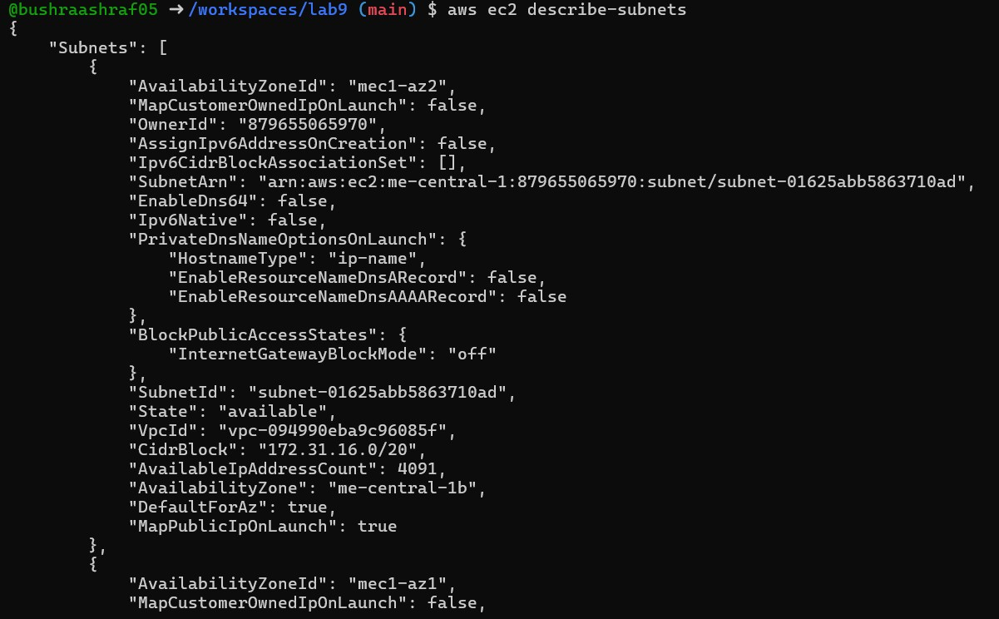 @bushraashraf05 → /workspaces/lab9 (main) $ aws ec2 describe-subnets
{
    "Subnets": [
        {
            "AvailabilityZoneId": "mec1-az2",
            "MapCustomerOwnedIpOnLaunch": false,
            "OwnerId": "879655065970",
            "AssignIpv6AddressOnCreation": false,
            "Ipv6CidrBlockAssociationSet": [],
            "SubnetArn": "arn:aws:ec2:me-central-1:879655065970:subnet/subnet-01625abb5863710ad",
            "EnableDns64": false,
            "Ipv6Native": false,
            "PrivateDnsNameOptionsOnLaunch": {
                "HostnameType": "ip-name",
                "EnableResourceNameDnsARecord": false,
                "EnableResourceNameDnsAAAARecord": false
            },
            "BlockPublicAccessStates": {
                "InternetGatewayBlockMode": "off"
            },
            "SubnetId": "subnet-01625abb5863710ad",
            "State": "available",
            "VpcId": "vpc-094990eba9c96085f",
            "CidrBlock": "172.31.16.0/20",
            "AvailableIpAddressCount": 4091,
            "AvailabilityZone": "me-central-1b",
            "DefaultForAz": true,
            "MapPublicIpOnLaunch": true
        },
        {
            "AvailabilityZoneId": "mec1-az1",
            "MapCustomerOwnedIpOnLaunch": false,